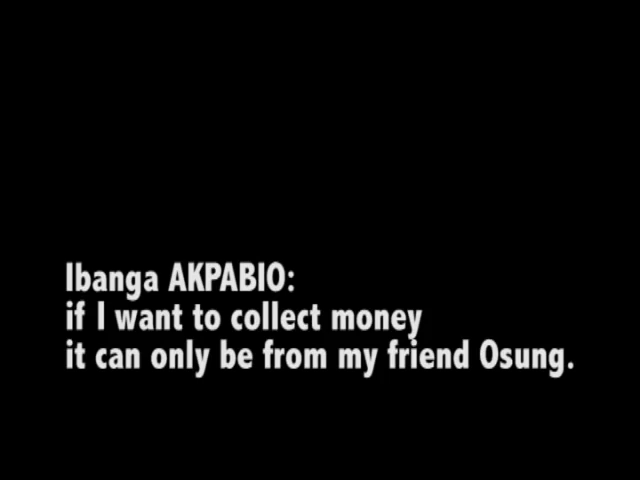 Ibanga AKPABIO:
if I want to collect money
it can only be from my friend Osung.